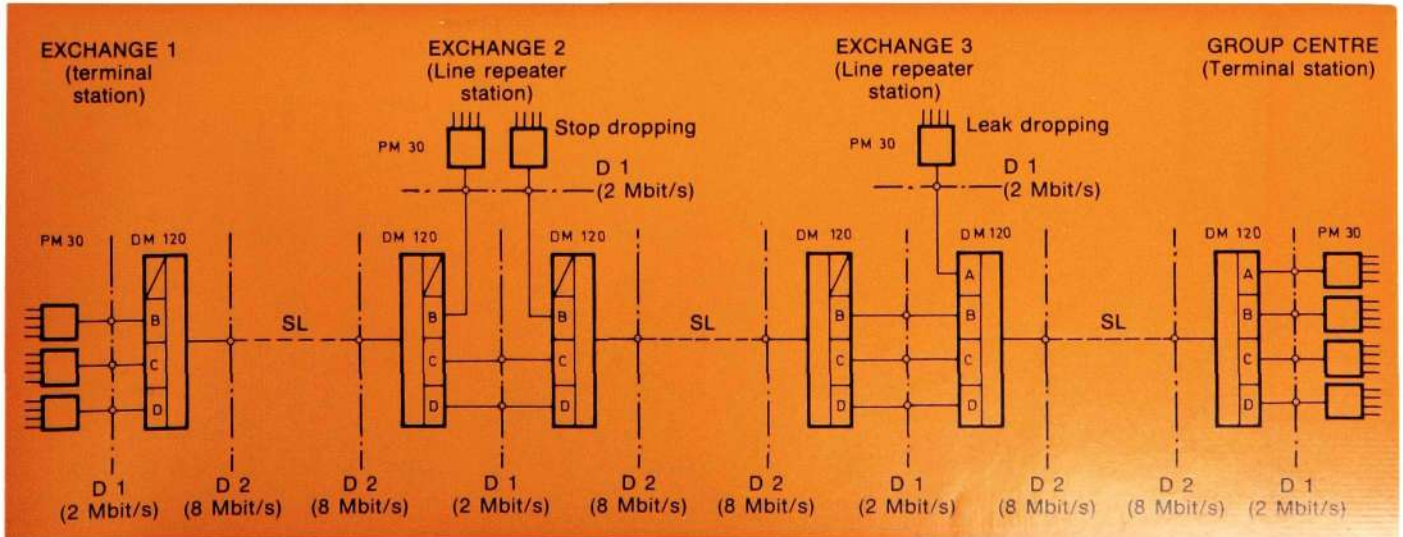 EXCHANGE 1
(terminal
station)
EXCHANGE 2
(Line repeater
station)
EXCHANGE 3
(Line repeater
station)
GROUP CENTRE
(Terminal station)
PM 30
Stop dropping
D 1
(2 Mbit/s)
PM 30
Leak dropping
D 1
(2 Mbit/s)
PM 30
DM 120
DM 120
DM 120
DM 120
DM 120
DM 120
PM 30
B
C
D
SL
B
C
D
B
C
D
SL
B
C
D
A
B
C
D
SL
A
B
C
D
D 1
(2 Mbit/s)
D 2
(8 Mbit/s)
D 2
(8 Mbit/s)
D 1
(2 Mbit/s)
D 2
(8 Mbit/s)
D 2
(8 Mbit/s)
D 1
(2 Mbit/s)
D 2
(8 Mbit/s)
D 2
(8 Mbit/s)
D 1
(2 Mbit/s)